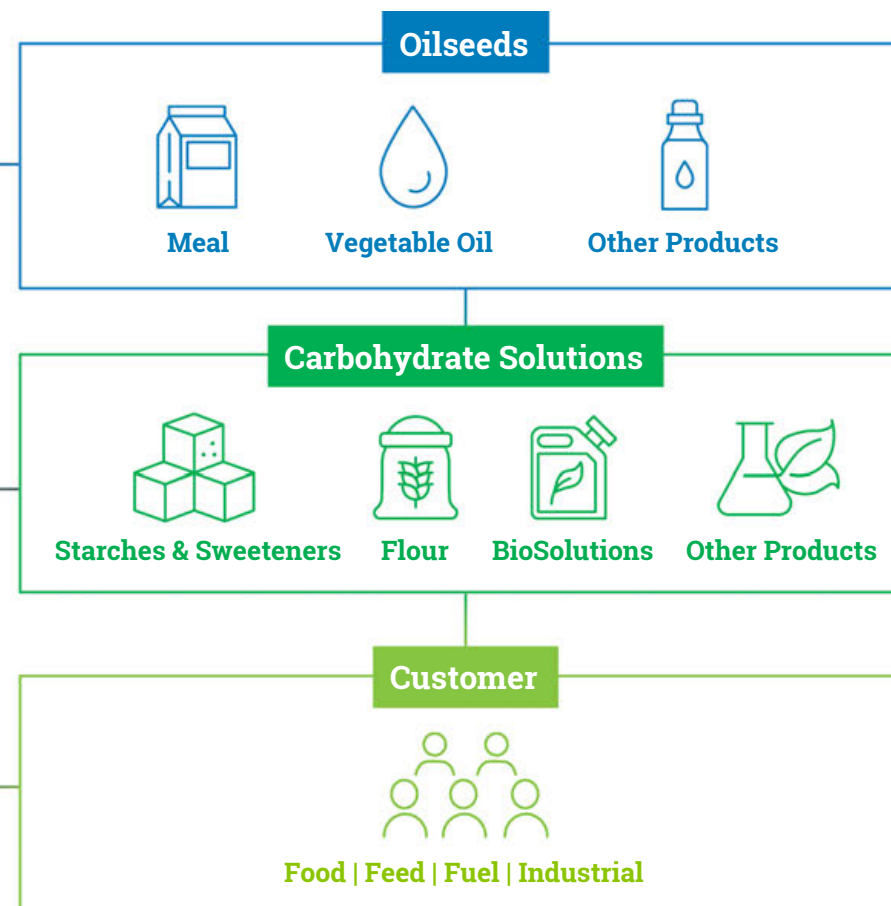 Oilseeds
Meal Vegetable Oil Other Products
Carbohydrate Solutions
Starches & Sweeteners Flour BioSolutions Other Products
Customer
Food | Feed | Fuel | Industrial